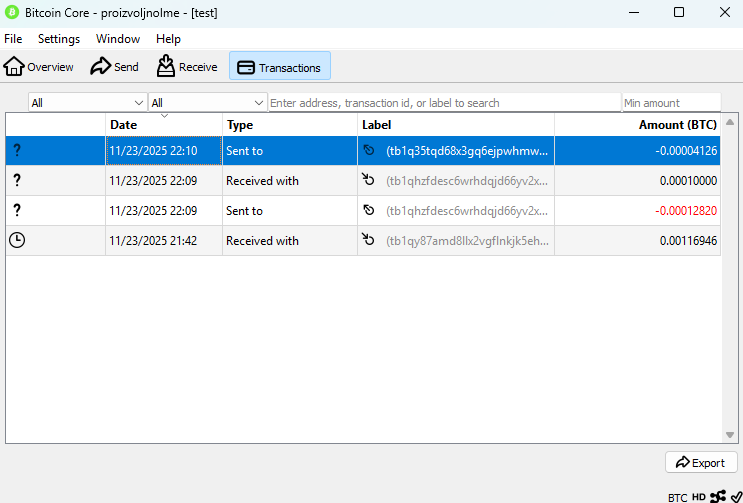 Bitcoin Core - proizvoljnoIme - [test]
File Settings Window Help
Overview Send Receive Transactions
All All Enter address, transaction id, or label to search Min amount
Date Type Label Amount (BTC)
? 11/23/2025 22:10 Sent to (tb1q35tqd68x3gq6ejpwhmw... -0.00004126
? 11/23/2025 22:09 Received with (tb1qhzfdesc6wrhdqjd66yv2x... 0.00010000
? 11/23/2025 22:09 Sent to (tb1qhzfdesc6wrhdqjd66yv2x... -0.00012820
11/23/2025 21:42 Received with (tb1qy87amd8llx2vgflnkjk5eh... 0.00116946
Export
BTC HD